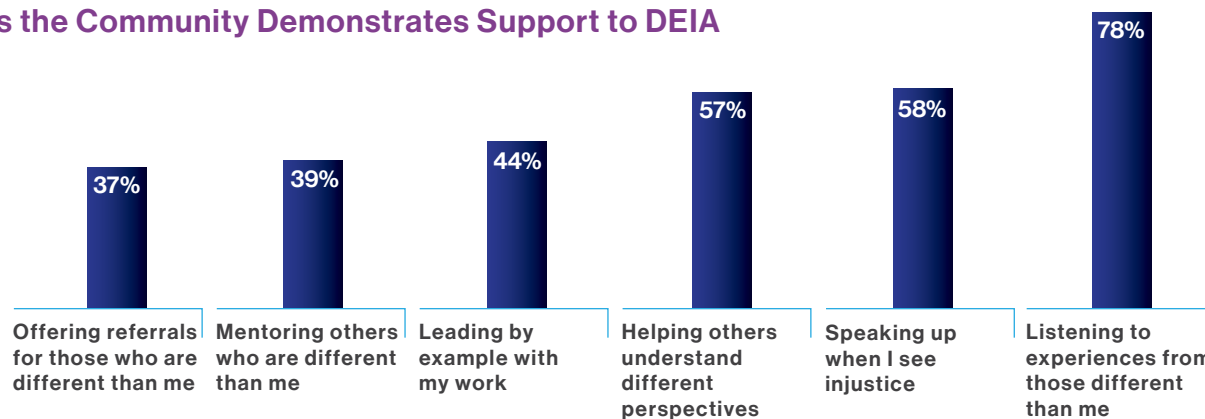 s the Community Demonstrates Support to DEIA
78%
57%
58%
44%
37%
39%
Offering referrals
for those who are
different than me
Mentoring others
who are different
than me
Leading by
example with
my work
Helping others
understand
different
perspectives
Speaking up
when I see
injustice
Listening to
experiences from
those different
than me